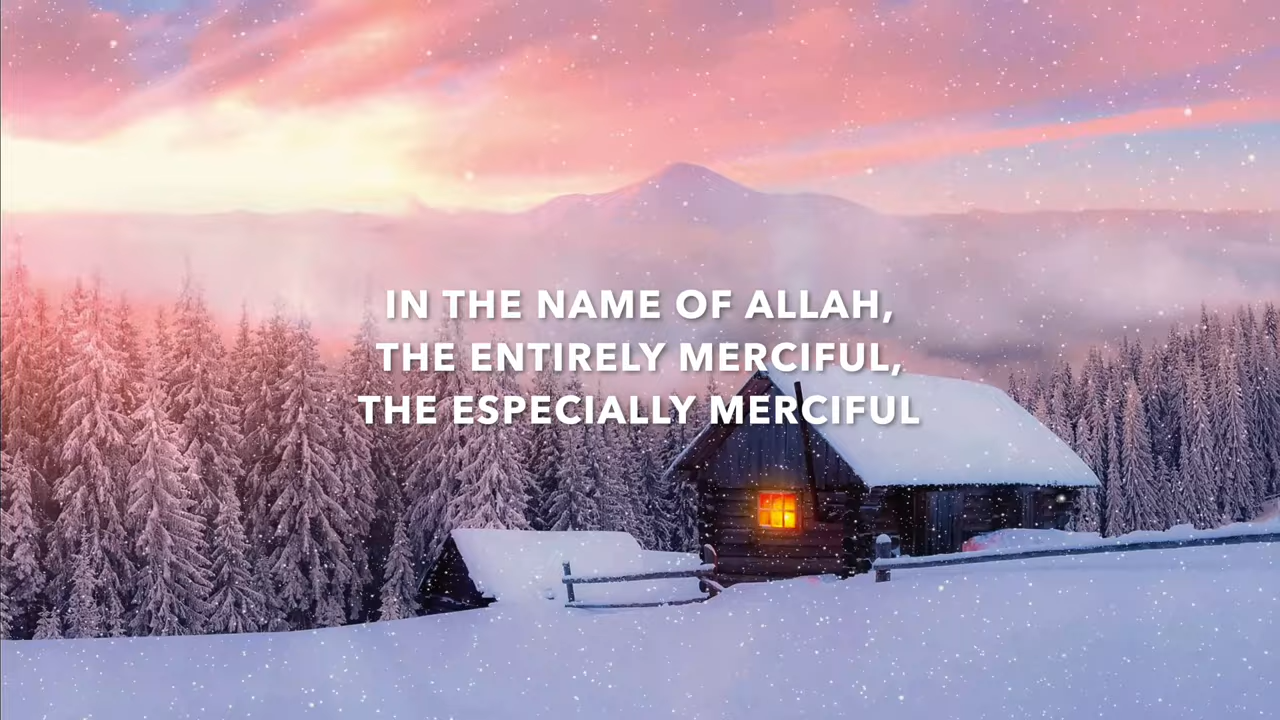 IN THE NAME OF ALLAH,
THE ENTIRELY MERCIFUL,
THE ESPECIALLY MERCIFUL